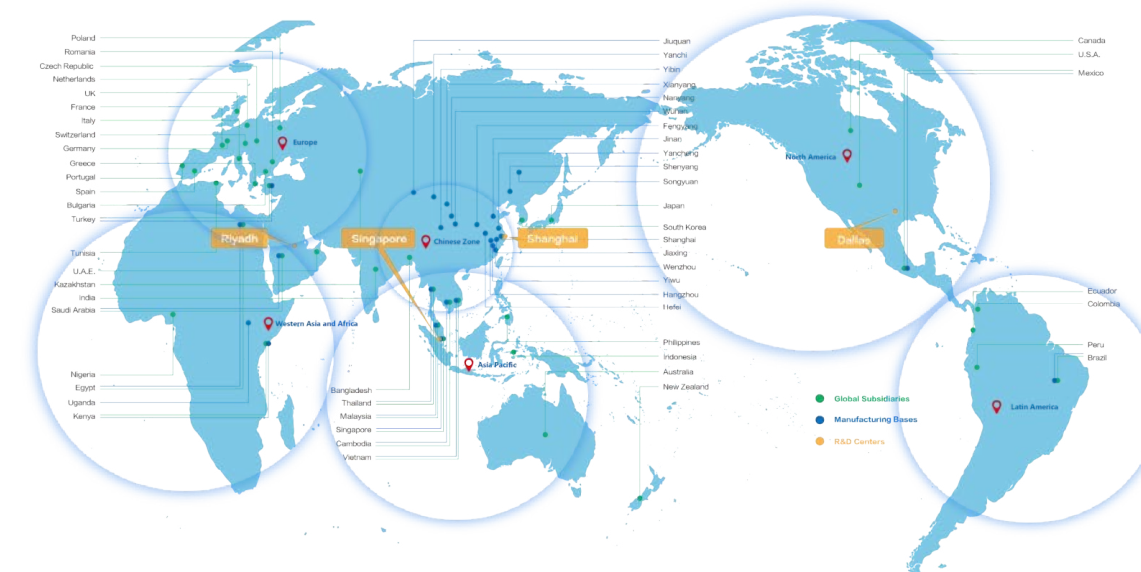 Poland
Romania
Czech Republic
Netherlands
UK
France
Italy
Switzerland
Germany
Greece
Portugal
Spain
Bulgaria
Turkey
Tunisia
U.A.E.
Kazakhstan
India
Saudi Arabia
Nigeria
Egypt
Uganda
Kenya
Europe
Riyadh
Western Asia and Africa
Singapore
Chinese Zone
Shanghai
Asia Pacific
Bangladesh
Thailand
Malaysia
Singapore
Cambodia
Vietnam
Jiuquan
Yanchi
Yibin
Xianyang
Nanyang
Wuhan
Fengying
Jinan
Yancheng
Shenyang
Songyuan
Japan
South Korea
Shanghai
Jiaxing
Wenzhou
Yiwu
Hangzhou
Hefei
Philippines
Indonesia
Australia
New Zealand
North America
Dallas
Canada
U.S.A.
Mexico
Ecuador
Colombia
Peru
Brazil
Latin America
Global Subsidiaries
Manufacturing Bases
R&D Centers